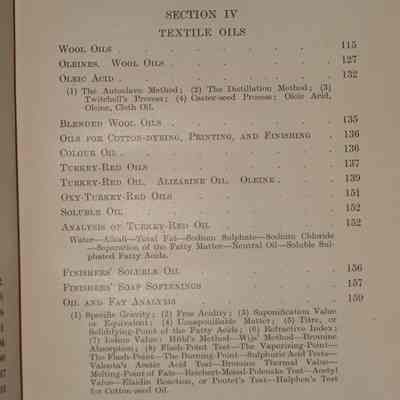 SECTION IV
TEXTILE OILS
Wool Oils 115
Oleines, Wool Oils 127
Oleic Acid 132
(1) The Autoclave Method; (2) The Distillation Method; (3)
Twitchell's Process; (4) Castor-seed Process; Oleic Acid,
Oleine, Cloth Oil.
Blended Wool Oils 135
Oils for Cotton-dyeing, Printing, and Finishing 136
Colour Oil 136
Turkey-Red Oils 137
Turkey-Red Oil, Alizarine Oil, Oleine 139
Oxy-Turkey-Red Oils 151
Soluble Oil 152
Analysis of Turkey-Red Oil 152
Water—Alkali—Total Fat—Sodium Sulphate—Sodium Chloride
—Separation of the Fatty Matter—Neutral Oil—Soluble Sul-
phated Fatty Acids.
Finishers' Soluble Oil 156
Finishers' Soap Softenings 157
Oil and Fat Analysis 159
(1) Specific Gravity; (2) Free Acidity; (3) Saponification Value
or Equivalent; (4) Unsaponifiable Matter; (5) Titre, or
Solidifying-Point of the Fatty Acids; (6) Refractive Index;
(7) Iodine Value: Hübl's Method—Wijs' Method—Bromine
Absorption; (8) Flash-Point Test—The Vaporizing-Point—
The Flash-Point—The Burning-Point—Sulphuric Acid Tests—
Valenta's Acetic Acid Test—Bromine Thermal Value—
Melting-Point of Fats—Reichert-Meissl-Polenske Test—Acetyl
Value—Elaidin Reaction, or Poutet's Test—Halphen's Test
for Cotton-seed Oil.